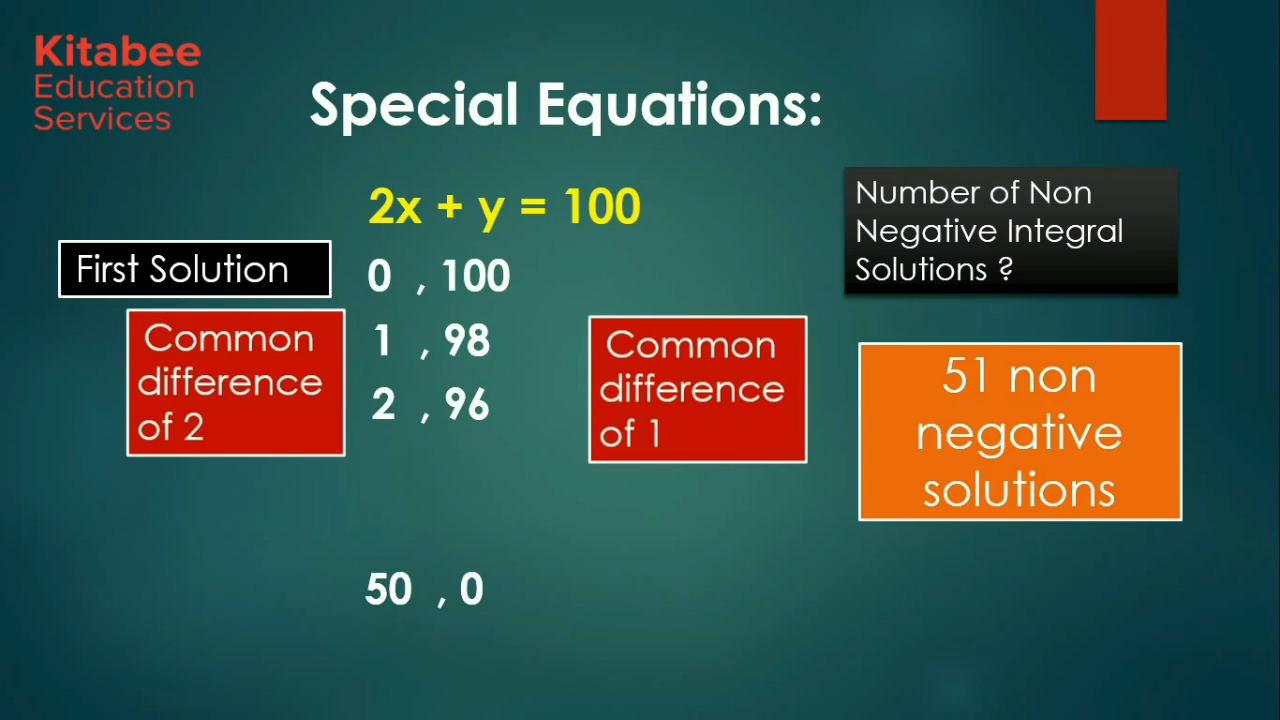 Kitabee
Education
Services
Special Equations:
2x + y = 100
Number of Non
Negative Integral
Solutions ?
First Solution
0 , 100
Common
difference
of 2
1 , 98
2 , 96
Common
difference
of 1
51 non
negative
solutions
50 , 0